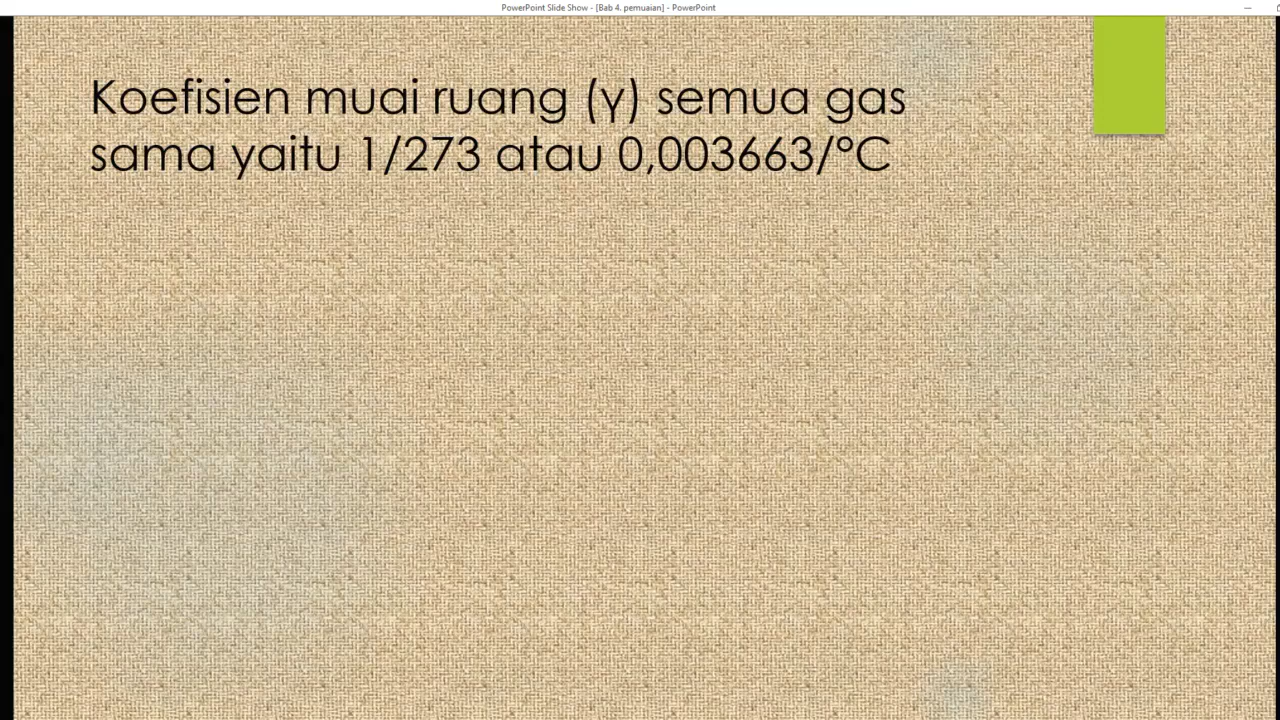 PowerPoint Slide Show - [Bab 4. pemuaian] - PowerPoint
Koefisien muai ruang (γ) semua gas
sama yaitu 1/273 atau 0,003663/°C